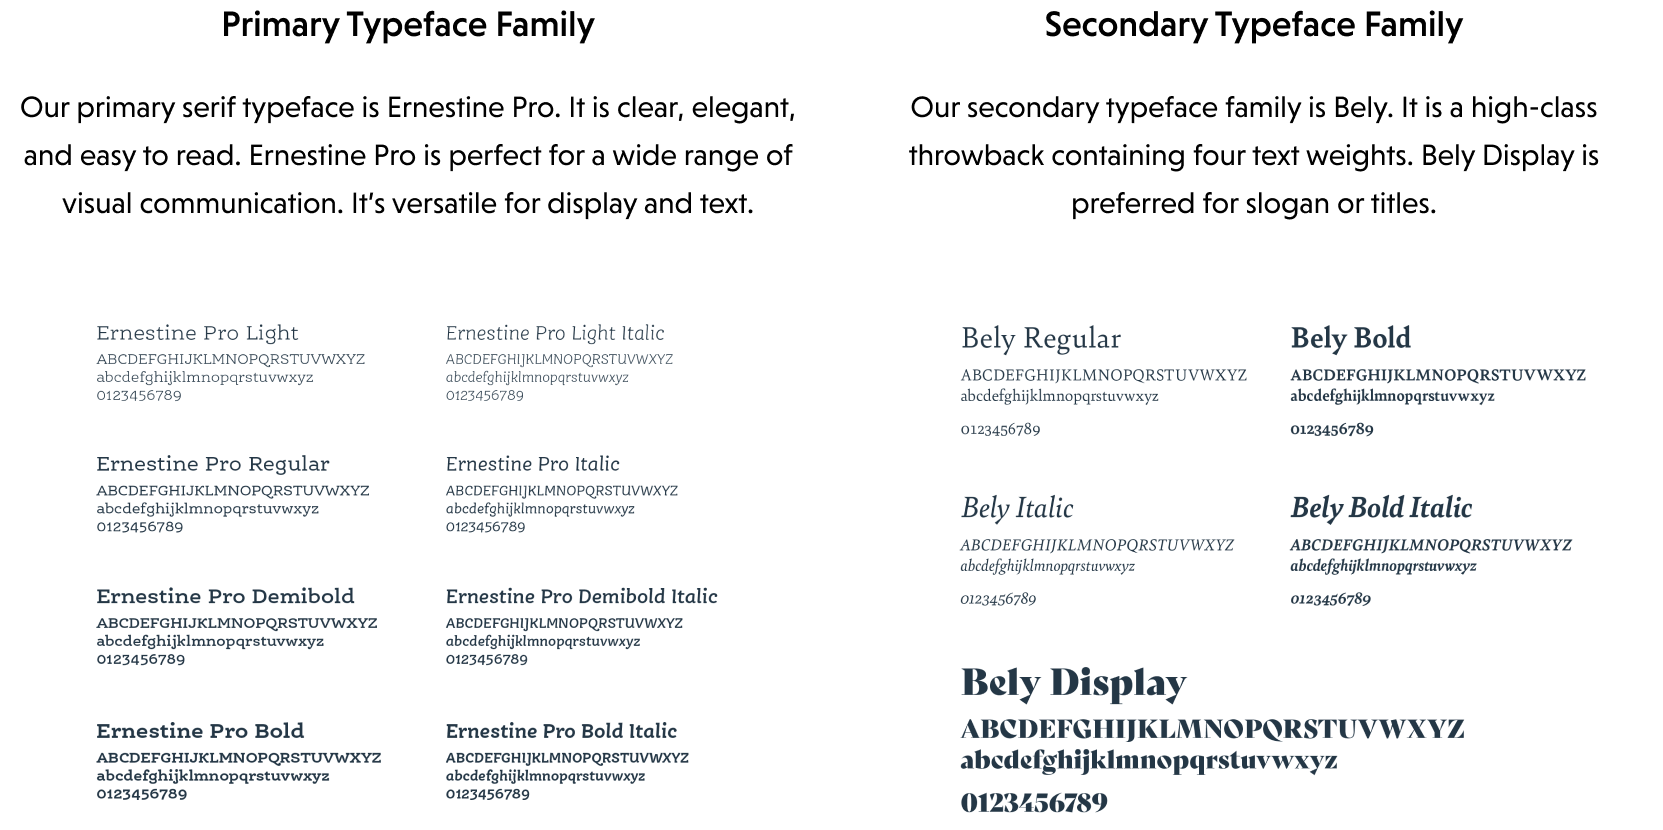 Primary Typeface Family
Our primary serif typeface is Ernestine Pro. It is clear, elegant,
and easy to read. Ernestine Pro is perfect for a wide range of
visual communication. It’s versatile for display and text.
Ernestine Pro Light
ABCDEFGHIJKLMNOPQRSTUVWXYZ
abcdefghijklmnopqrstuvwxyz
0123456789
Ernestine Pro Light Italic
ABCDEFGHIJKLMNOPQRSTUVWXYZ
abcdefghijklmnopqrstuvwxyz
0123456789
Ernestine Pro Regular
ABCDEFGHIJKLMNOPQRSTUVWXYZ
abcdefghijklmnopqrstuvwxyz
0123456789
Ernestine Pro Italic
ABCDEFGHIJKLMNOPQRSTUVWXYZ
abcdefghijklmnopqrstuvwxyz
0123456789
Ernestine Pro Demibold
ABCDEFGHIJKLMNOPQRSTUVWXYZ
abcdefghijklmnopqrstuvwxyz
0123456789
Ernestine Pro Demibold Italic
ABCDEFGHIJKLMNOPQRSTUVWXYZ
abcdefghijklmnopqrstuvwxyz
0123456789
Ernestine Pro Bold
ABCDEFGHIJKLMNOPQRSTUVWXYZ
abcdefghijklmnopqrstuvwxyz
0123456789
Ernestine Pro Bold Italic
ABCDEFGHIJKLMNOPQRSTUVWXYZ
abcdefghijklmnopqrstuvwxyz
0123456789
Secondary Typeface Family
Our secondary typeface family is Bely. It is a high-class
throwback containing four text weights. Bely Display is
preferred for slogan or titles.
Bely Regular
ABCDEFGHIJKLMNOPQRSTUVWXYZ
abcdefghijklmnopqrstuvwxyz
0123456789
Bely Bold
ABCDEFGHIJKLMNOPQRSTUVWXYZ
abcdefghijklmnopqrstuvwxyz
0123456789
Bely Italic
ABCDEFGHIJKLMNOPQRSTUVWXYZ
abcdefghijklmnopqrstuvwxyz
0123456789
Bely Bold Italic
ABCDEFGHIJKLMNOPQRSTUVWXYZ
abcdefghijklmnopqrstuvwxyz
0123456789
Bely Display
ABCDEFGHIJKLMNOPQRSTUVWXYZ
abcdefghijklmnopqrstuvwxyz
0123456789